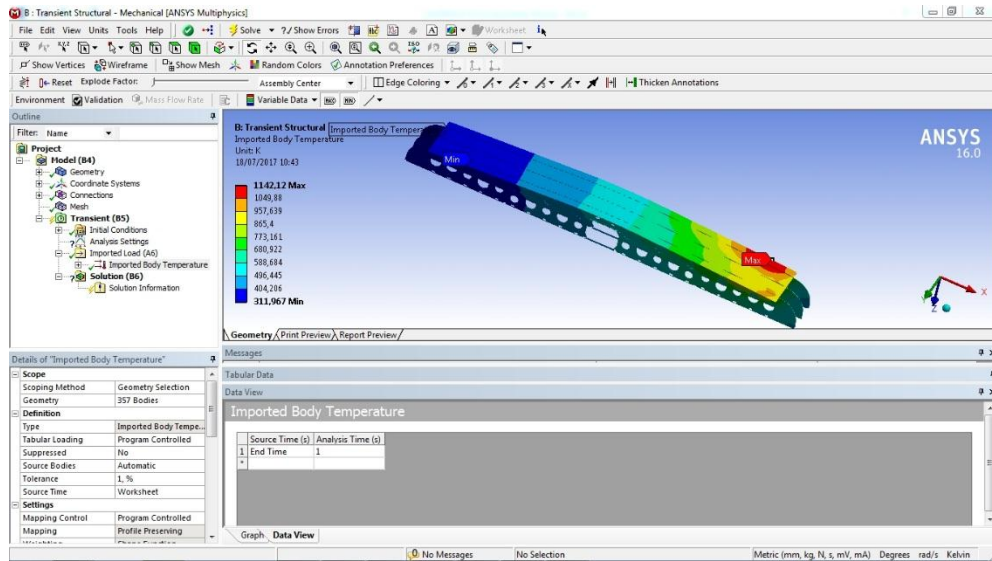 B : Transient Structural - Mechanical [ANSYS Multiphysics]
File Edit View Units Tools Help Solve ?/ Show Errors Worksheet
Show Vertices Wireframe Show Mesh Random Colors Annotation Preferences
Reset Explode Factor: Assembly Center Edge Coloring Thicken Annotations
Environment Validation Mass Flow Rate Variable Data
Outline
Filter: Name
Project
Model (B4)
Geometry
Coordinate Systems
Connections
Mesh
Transient (B5)
Initial Conditions
Analysis Settings
Imported Load (A6)
Imported Body Temperature
Solution (B6)
Solution Information
B: Transient Structural
Imported Body Temper
Imported Body Temperature
Unit: K
18/07/2017 10:43
1142,12 Max
1049,88
957,639
865,4
773,161
680,922
588,684
496,445
404,206
311,967 Min
Min
Max
ANSYS
16.0
X
Z
Geometry Print Preview Report Preview
Details of "Imported Body Temperature"
Scope
Scoping Method Geometry Selection
Geometry 357 Bodies
Definition
Type Imported Body Tempe...
Tabular Loading Program Controlled
Suppressed No
Source Bodies Automatic
Tolerance 1, %
Source Time Worksheet
Settings
Mapping Control Program Controlled
Mapping Profile Preserving
Messages
Tabular Data
Data View
Imported Body Temperature
Source Time (s) Analysis Time (s)
1 End Time 1
*
Graph Data View
0 No Messages No Selection Metric (mm, kg, N, s, mV, mA) Degrees rad/s Kelvin